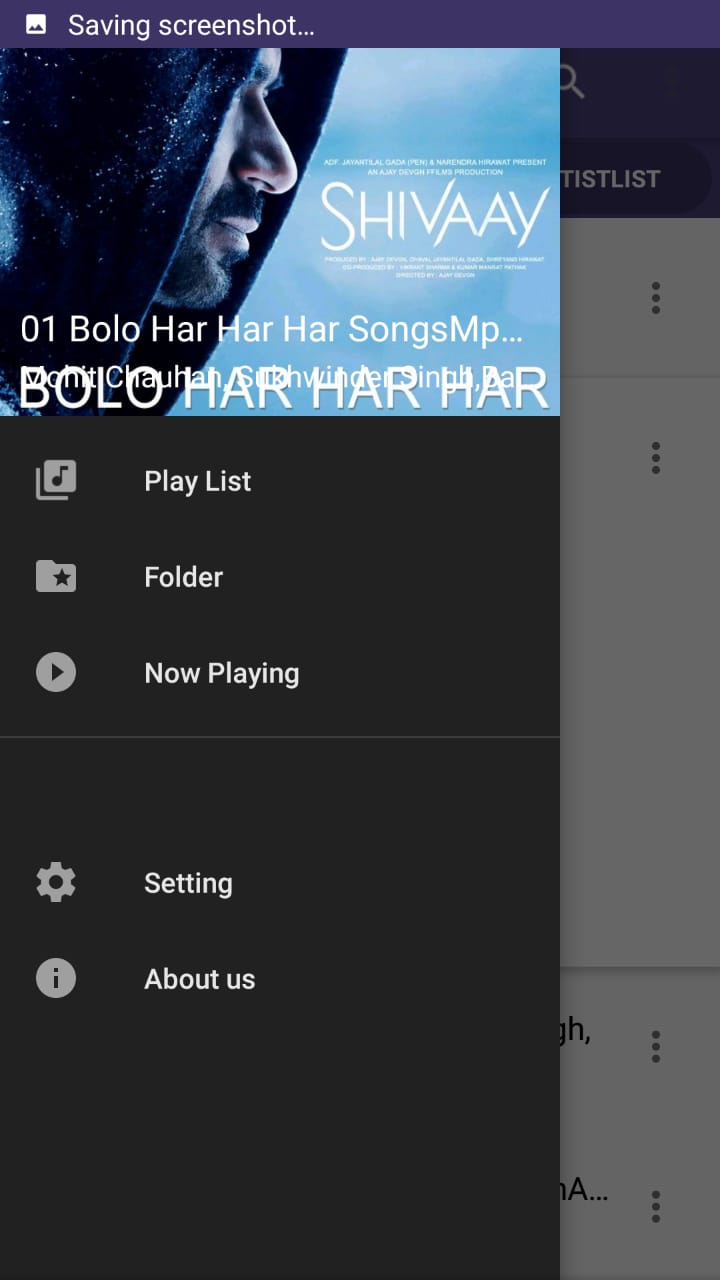 Saving screenshot...
ADF. JAYANTILAL GADA (PEN) & NARENDRA HIRAWAT PRESENT
AN AJAY DEVGN FFILMS PRODUCTION
SHIVAAY
PRODUCED BY : AJAY DEVGN, DHAVAL JAYANTILAL GADA, SHREYANS HIRAWAT
CO-PRODUCED BY : VIKRANT SHARMA & KUMAR MANGAT PATHAK
DIRECTED BY : AJAY DEVGN
TISTLIST
01 Bolo Har Har Har SongsMp...
Mohit Chauhan, Sukhwinder Singh,Ba
BOLO HAR HAR HAR
Play List
Folder
Now Playing
Setting
About us
gh,
nA...